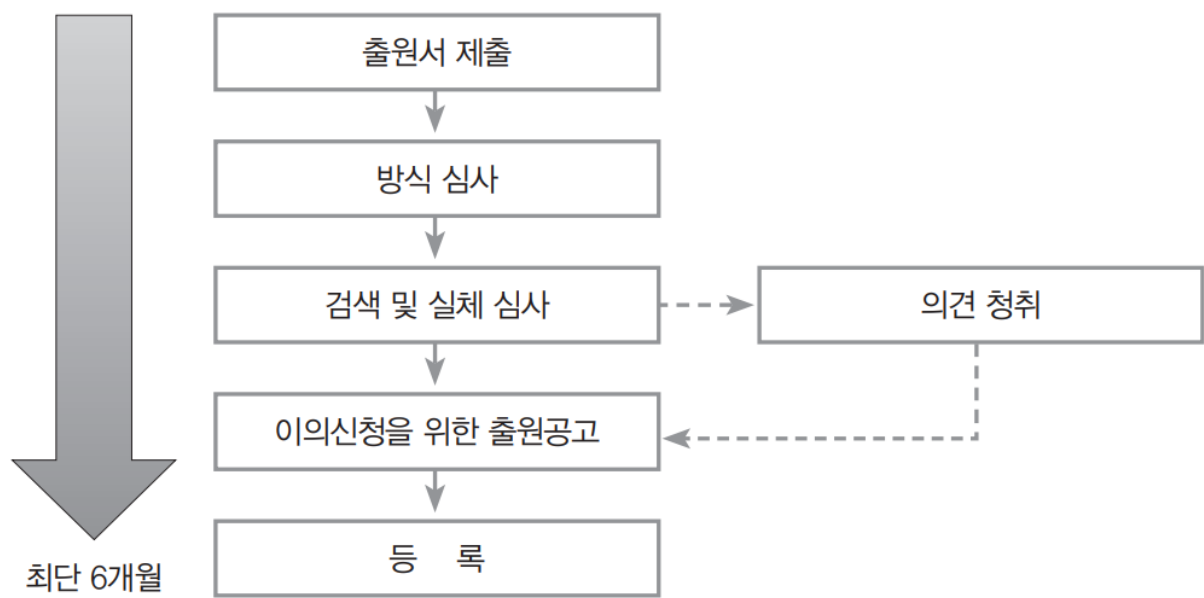 출원서 제출
방식 심사
검색 및 실체 심사
의견 청취
이의신청을 위한 출원공고
등 록
최단 6개월